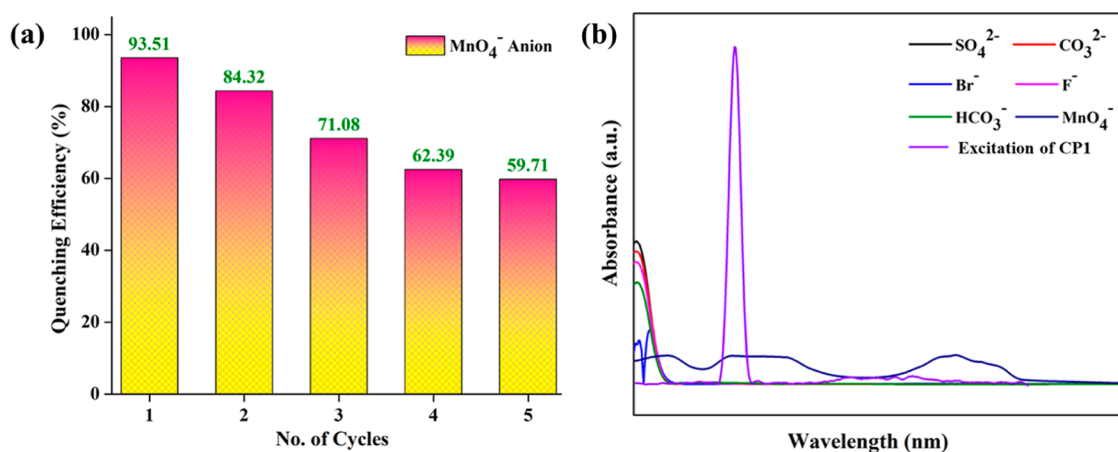 (a)
MnO₄⁻ Anion
93.51
84.32
71.08
62.39
59.71
100
80
60
40
20
0
Quenching Efficiency (%)
1 2 3 4 5
No. of Cycles
(b)
SO₄²⁻ CO₃²⁻
Br⁻ F⁻
HCO₃⁻ MnO₄⁻
Excitation of CP1
Absorbance (a.u.)
Wavelength (nm)